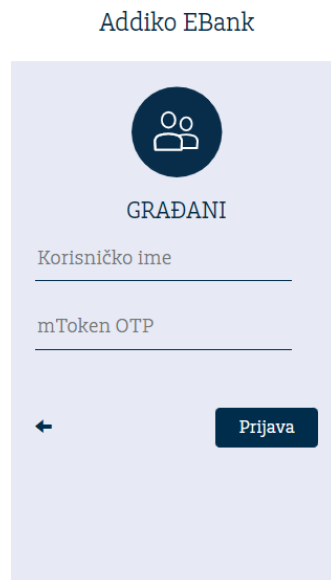 Addiko EBank
GRAĐANI
Korisničko ime
mToken OTP
Prijava